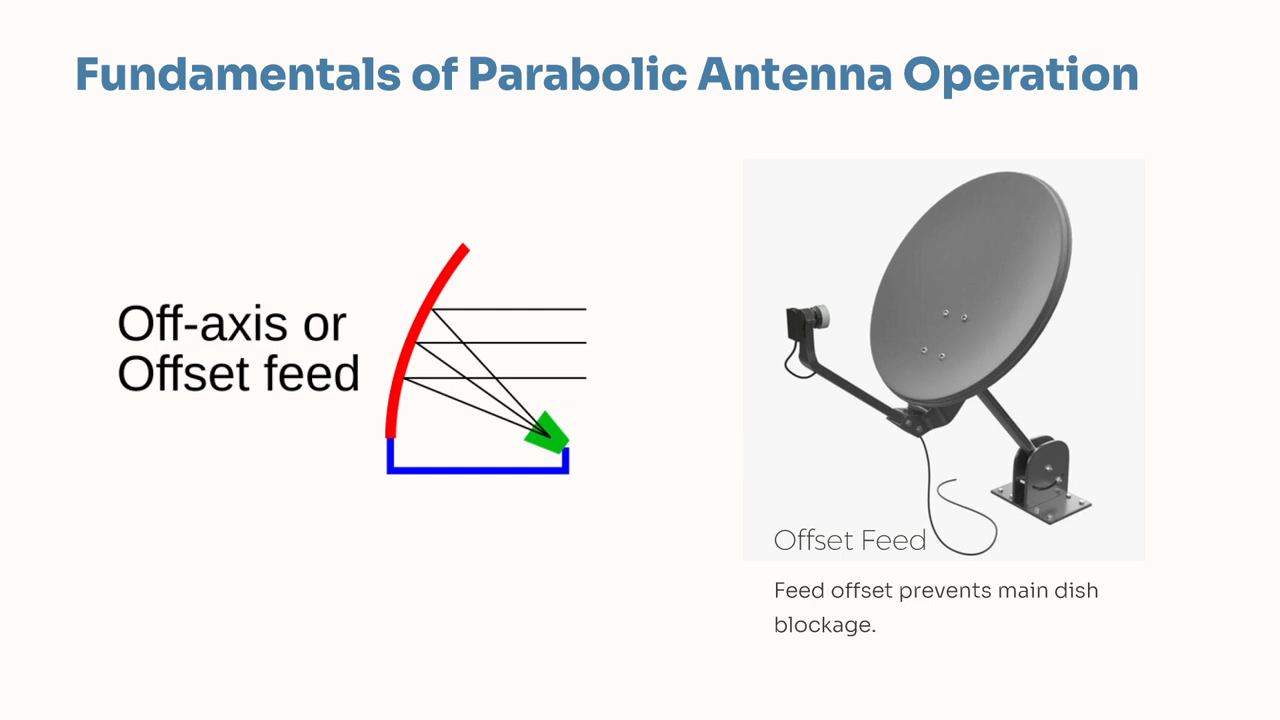 Fundamentals of Parabolic Antenna Operation
Off-axis or
Offset feed
Offset Feed
Feed offset prevents main dish
blockage.